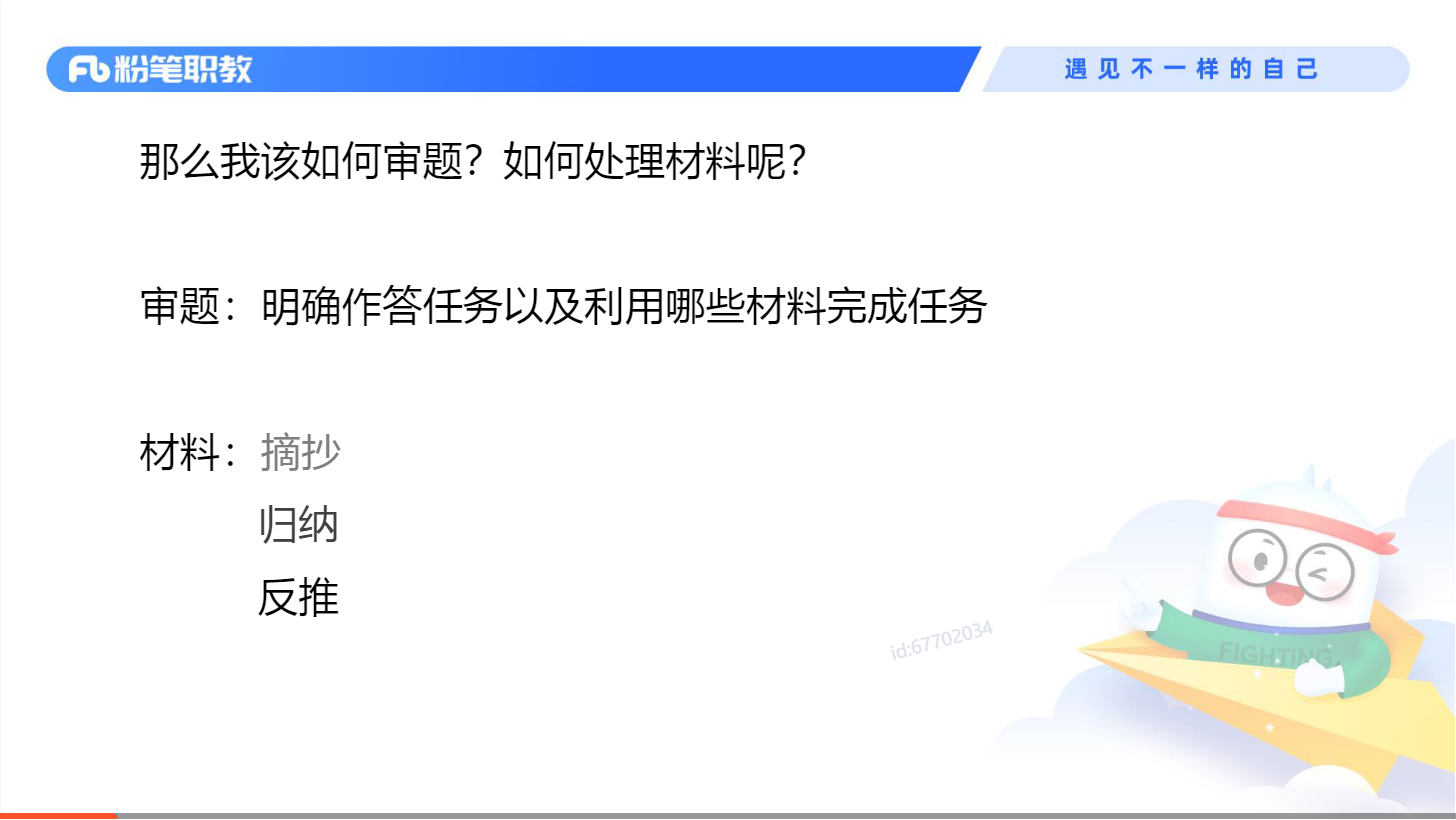 粉笔职教
遇见不一样的自己
那么我该如何审题？如何处理材料呢？
审题：明确作答任务以及利用哪些材料完成任务
材料：摘抄
归纳
反推
id:67702034
FIGHTING